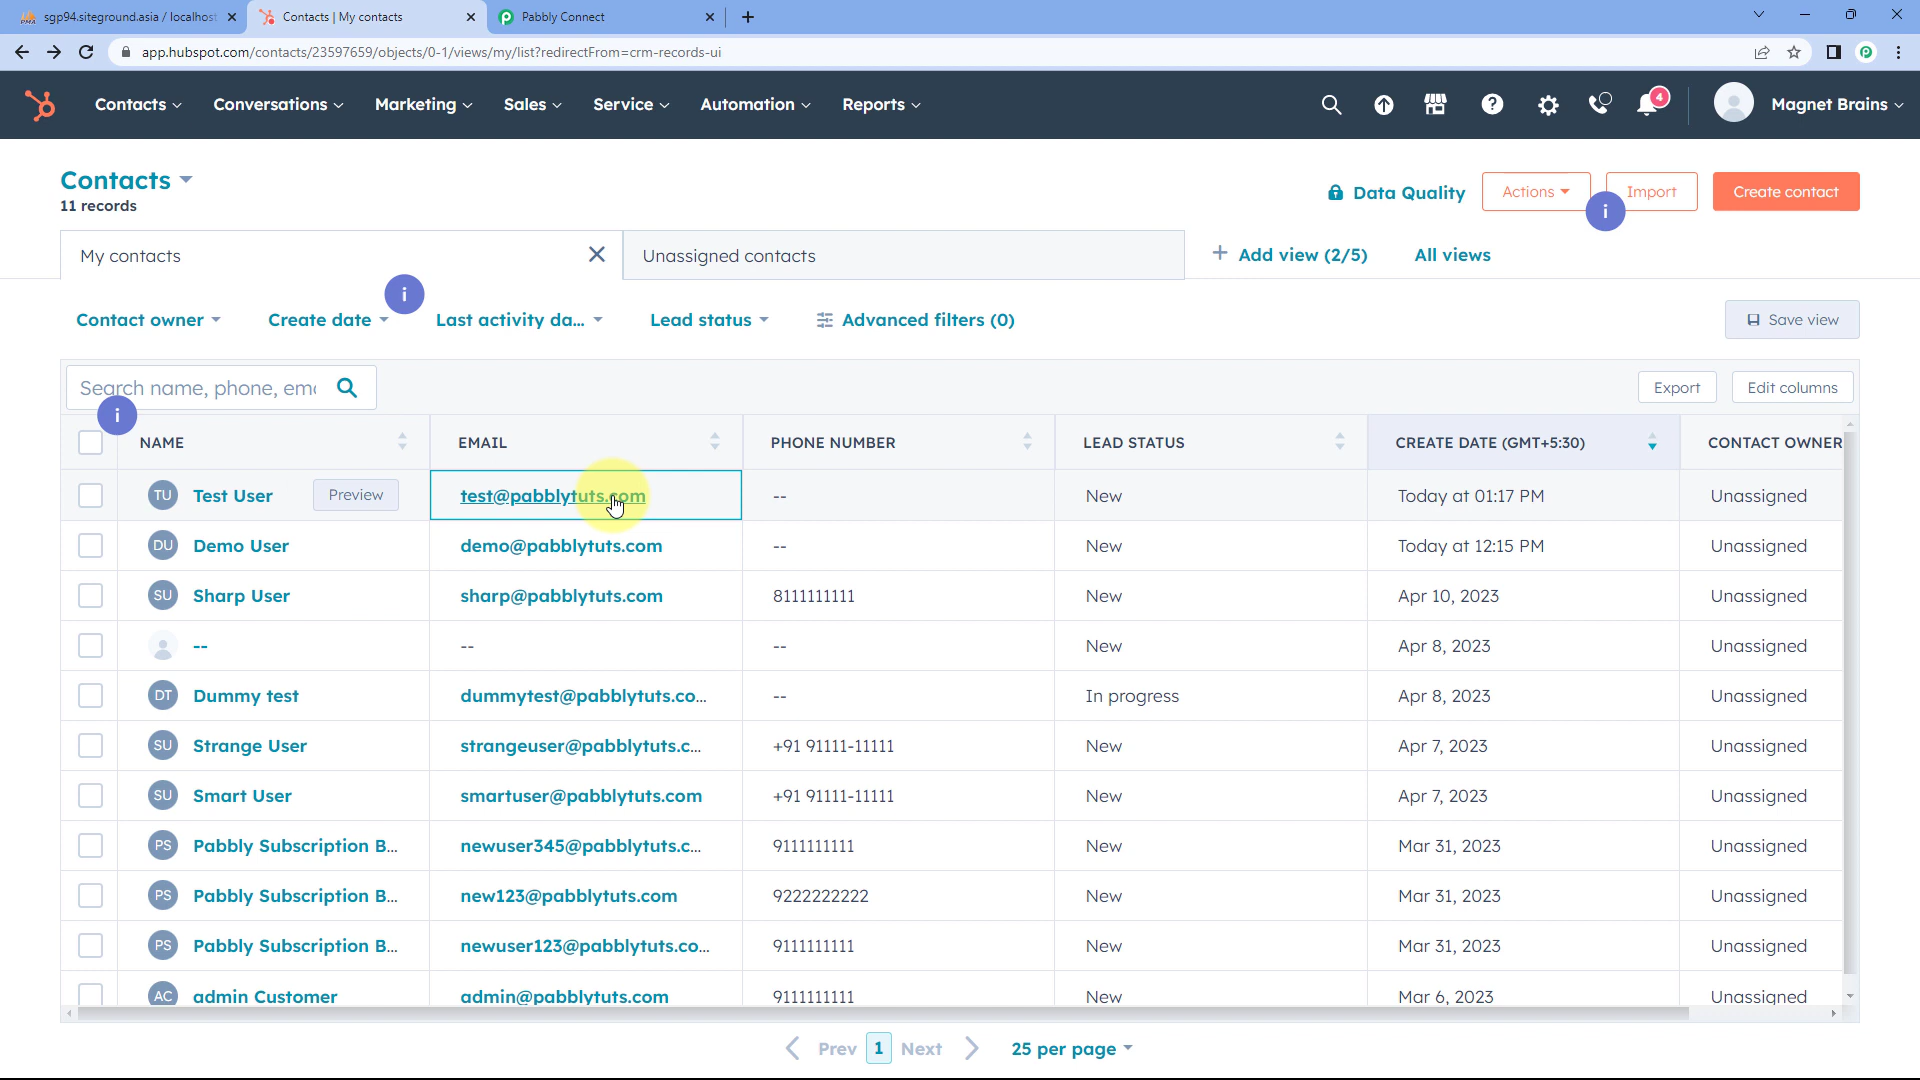 sgp94.siteground.asia / localhost
Contacts | My contacts
Pabbly Connect
app.hubspot.com/contacts/23597659/objects/0-1/views/my/list?redirectFrom=crm-records-ui
Contacts
Conversations
Marketing
Sales
Service
Automation
Reports
4
Magnet Brains
Contacts
11 records
Data Quality
Actions
Import
Create contact
i
My contacts
Unassigned contacts
+ Add view (2/5)
All views
i
Contact owner
Create date
Last activity da...
Lead status
Advanced filters (0)
Save view
Search name, phone, ema
Export
Edit columns
i
NAME EMAIL PHONE NUMBER LEAD STATUS CREATE DATE (GMT+5:30) CONTACT OWNER
TU Test User Preview test@pabblytuts.com -- New Today at 01:17 PM Unassigned
DU Demo User demo@pabblytuts.com -- New Today at 12:15 PM Unassigned
SU Sharp User sharp@pabblytuts.com 8111111111 New Apr 10, 2023 Unassigned
-- -- -- New Apr 8, 2023 Unassigned
DT Dummy test dummytest@pabblytuts.co... -- In progress Apr 8, 2023 Unassigned
SU Strange User strangeuser@pabblytuts.c... +91 91111-11111 New Apr 7, 2023 Unassigned
SU Smart User smartuser@pabblytuts.com +91 91111-11111 New Apr 7, 2023 Unassigned
PS Pabbly Subscription B... newuser345@pabblytuts.c... 9111111111 New Mar 31, 2023 Unassigned
PS Pabbly Subscription B... new123@pabblytuts.com 9222222222 New Mar 31, 2023 Unassigned
PS Pabbly Subscription B... newuser123@pabblytuts.co... 9111111111 New Mar 31, 2023 Unassigned
AC admin Customer admin@pabblytuts.com 9111111111 New Mar 6, 2023 Unassigned
Prev 1 Next 25 per page